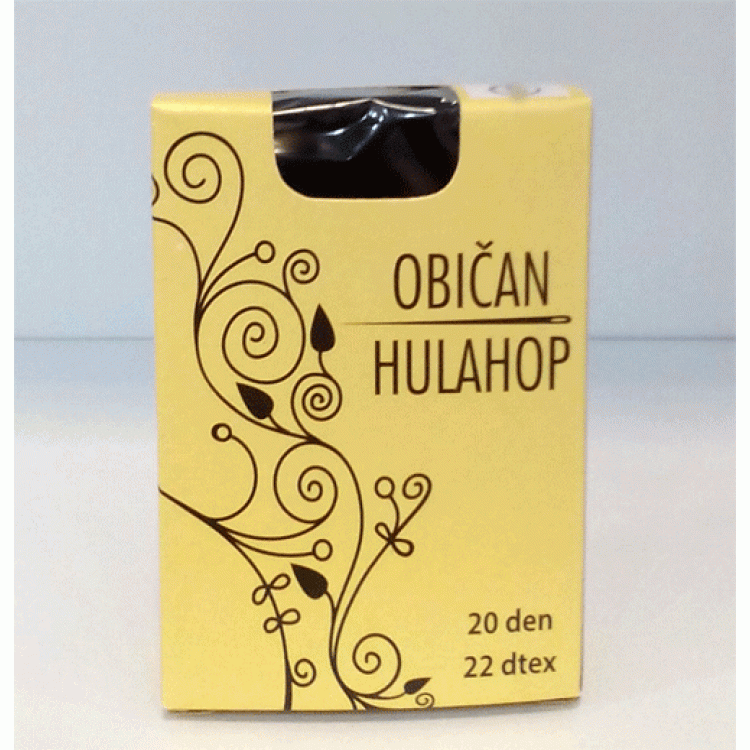 OBIČAN
HULAHOP
20 den
22 dtex